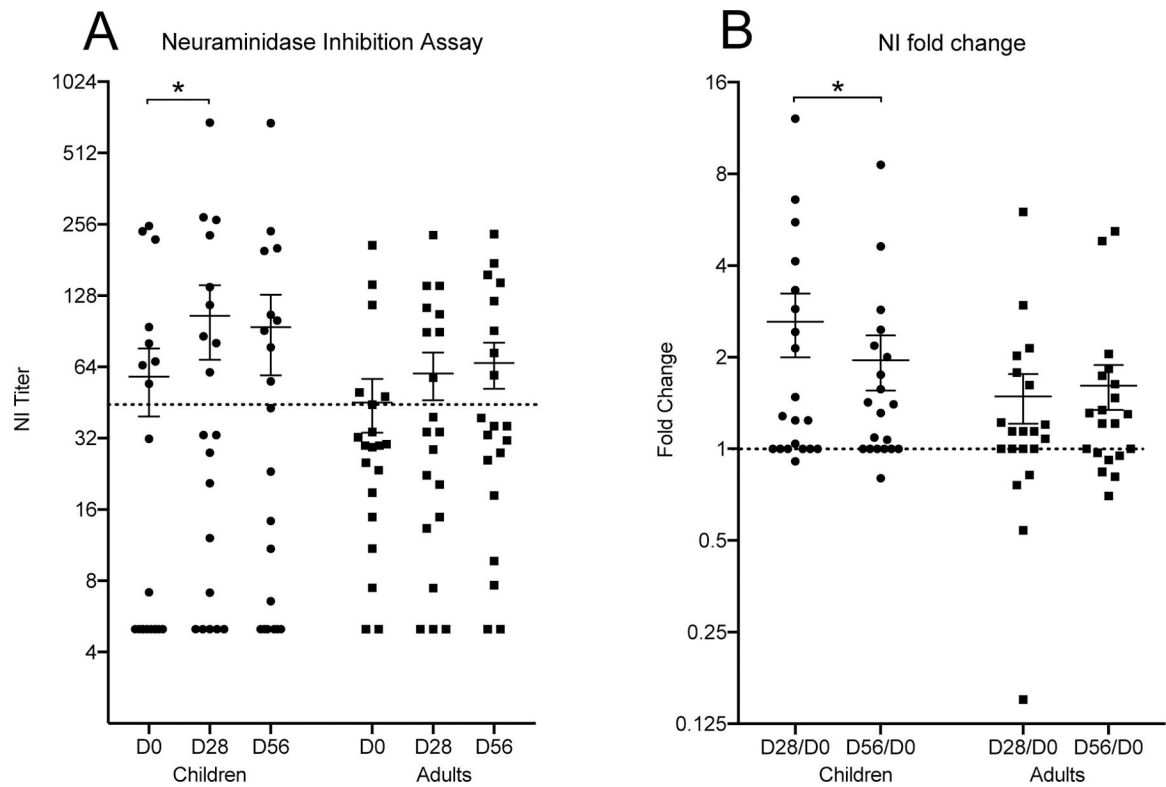 A
Neuraminidase Inhibition Assay
1024
512
256
128
64
32
16
8
4
NI Titer
*
D0 D28 D56 D0 D28 D56
Children Adults
B
NI fold change
16
8
4
2
1
0.5
0.25
0.125
Fold Change
*
D28/D0 D56/D0 D28/D0 D56/D0
Children Adults